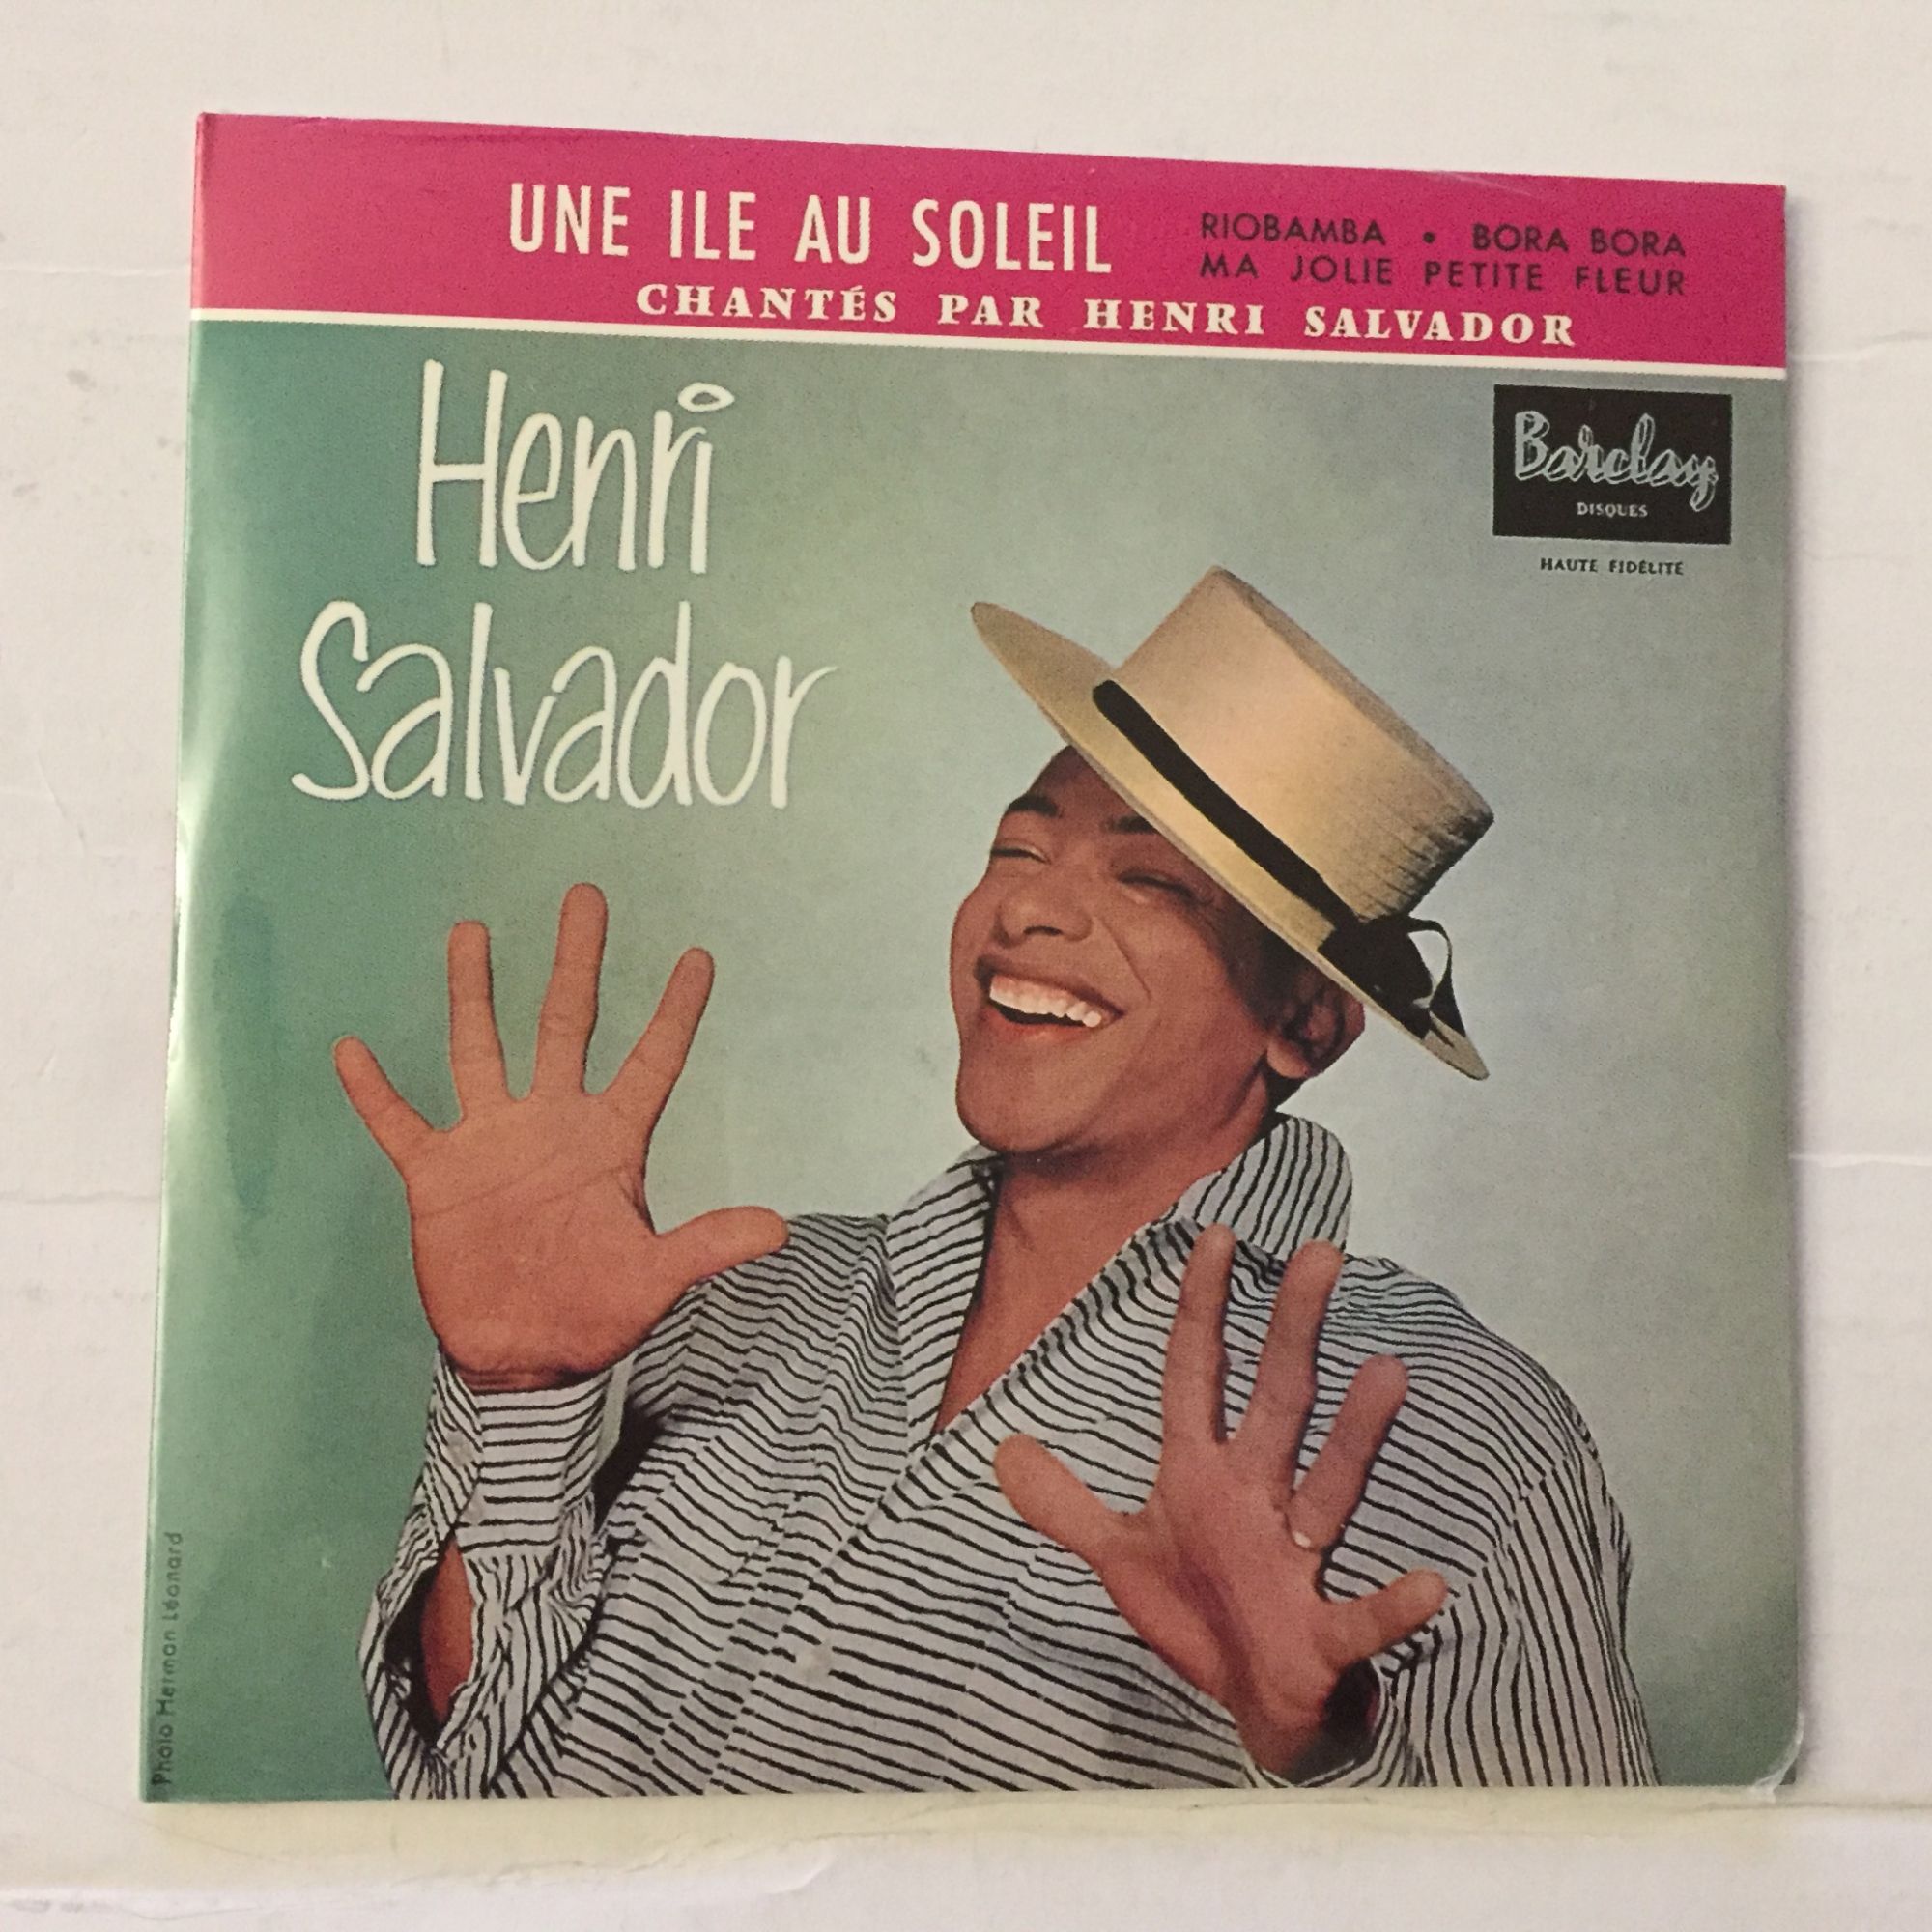 UNE ILE AU SOLEIL
RIOBAMBA • BORA BORA
MA JOLIE PETITE FLEUR
CHANTÉS PAR HENRI SALVADOR
Henri
Salvador
Barclay
DISQUES
HAUTE FIDÉLITÉ
Photo Herman Léonard